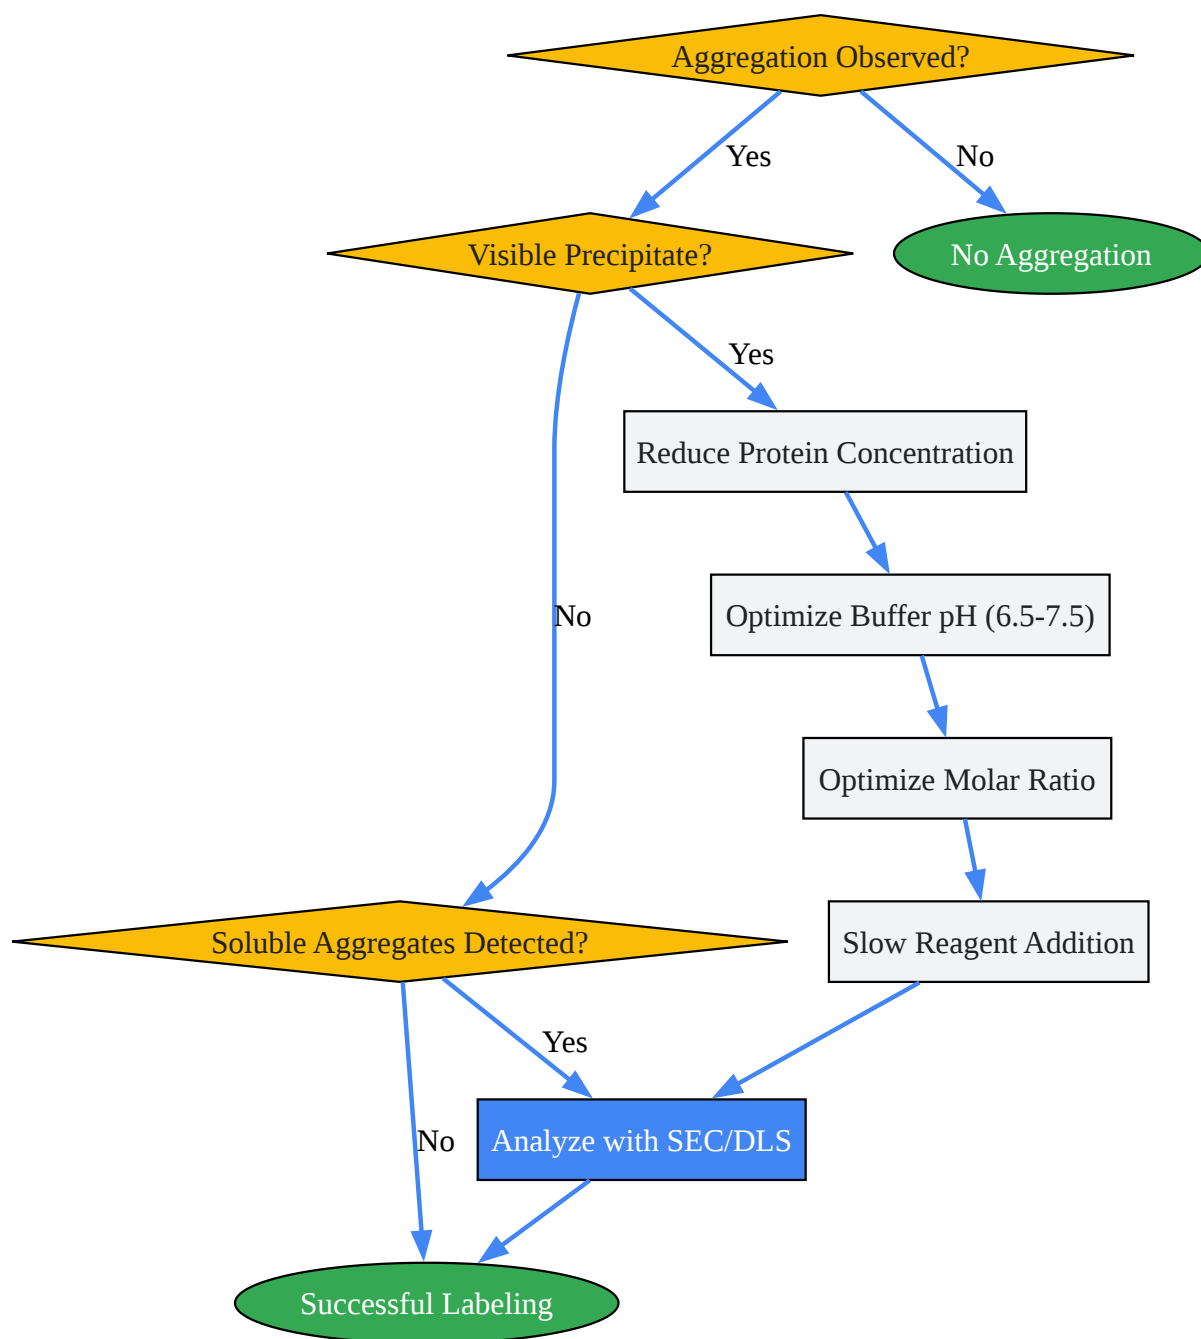 Aggregation Observed?
Yes
No
Visible Precipitate?
No Aggregation
Yes
Reduce Protein Concentration
No
Optimize Buffer pH (6.5-7.5)
Optimize Molar Ratio
Soluble Aggregates Detected?
Slow Reagent Addition
Yes
No
Analyze with SEC/DLS
Successful Labeling